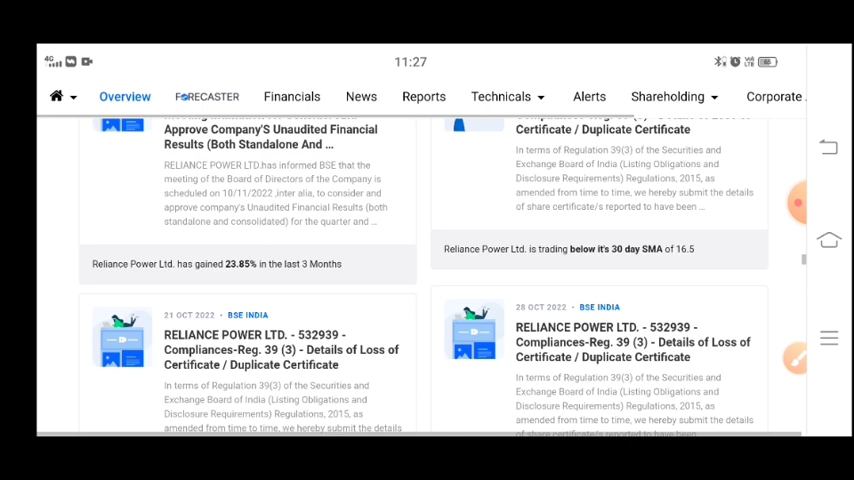 4G
11:27
VoI)
LTE
65
Overview
FORECASTER
Financials
News
Reports
Technicals
Alerts
Shareholding
Corporate
Approve Company'S Unaudited Financial
Results (Both Standalone And ...
RELIANCE POWER LTD.has informed BSE that the
meeting of the Board of Directors of the Company is
scheduled on 10/11/2022 ,inter alia, to consider and
approve company's Unaudited Financial Results (both
standalone and consolidated) for the quarter and ...
Reliance Power Ltd. has gained 23.85% in the last 3 Months
Certificate / Duplicate Certificate
In terms of Regulation 39(3) of the Securities and
Exchange Board of India (Listing Obligations and
Disclosure Requirements) Regulations, 2015, as
amended from time to time, we hereby submit the details
of share certificate/s reported to have been ...
Reliance Power Ltd. is trading below it's 30 day SMA of 16.5
21 OCT 2022 • BSE INDIA
RELIANCE POWER LTD. - 532939 -
Compliances-Reg. 39 (3) - Details of Loss of
Certificate / Duplicate Certificate
In terms of Regulation 39(3) of the Securities and
Exchange Board of India (Listing Obligations and
Disclosure Requirements) Regulations, 2015, as
amended from time to time, we hereby submit the details
28 OCT 2022 • BSE INDIA
RELIANCE POWER LTD. - 532939 -
Compliances-Reg. 39 (3) - Details of Loss of
Certificate / Duplicate Certificate
In terms of Regulation 39(3) of the Securities and
Exchange Board of India (Listing Obligations and
Disclosure Requirements) Regulations, 2015, as
amended from time to time, we hereby submit the details
of share certificate/s reported to have been